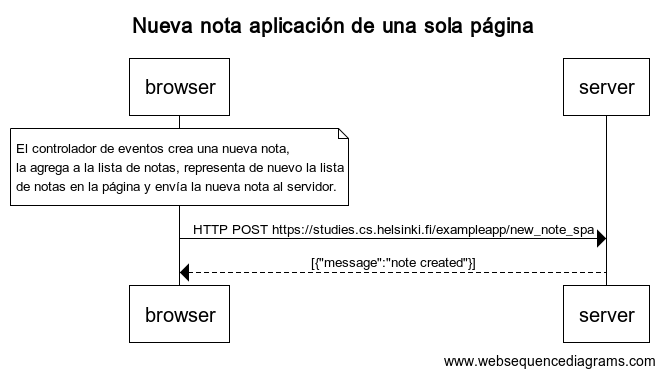 Nueva nota aplicación de una sola página
browser
server
El controlador de eventos crea una nueva nota,
la agrega a la lista de notas, representa de nuevo la lista
de notas en la página y envía la nueva nota al servidor.
HTTP POST https://studies.cs.helsinki.fi/exampleapp/new_note_spa
[{"message":"note created"}]
browser
server
www.websequencediagrams.com